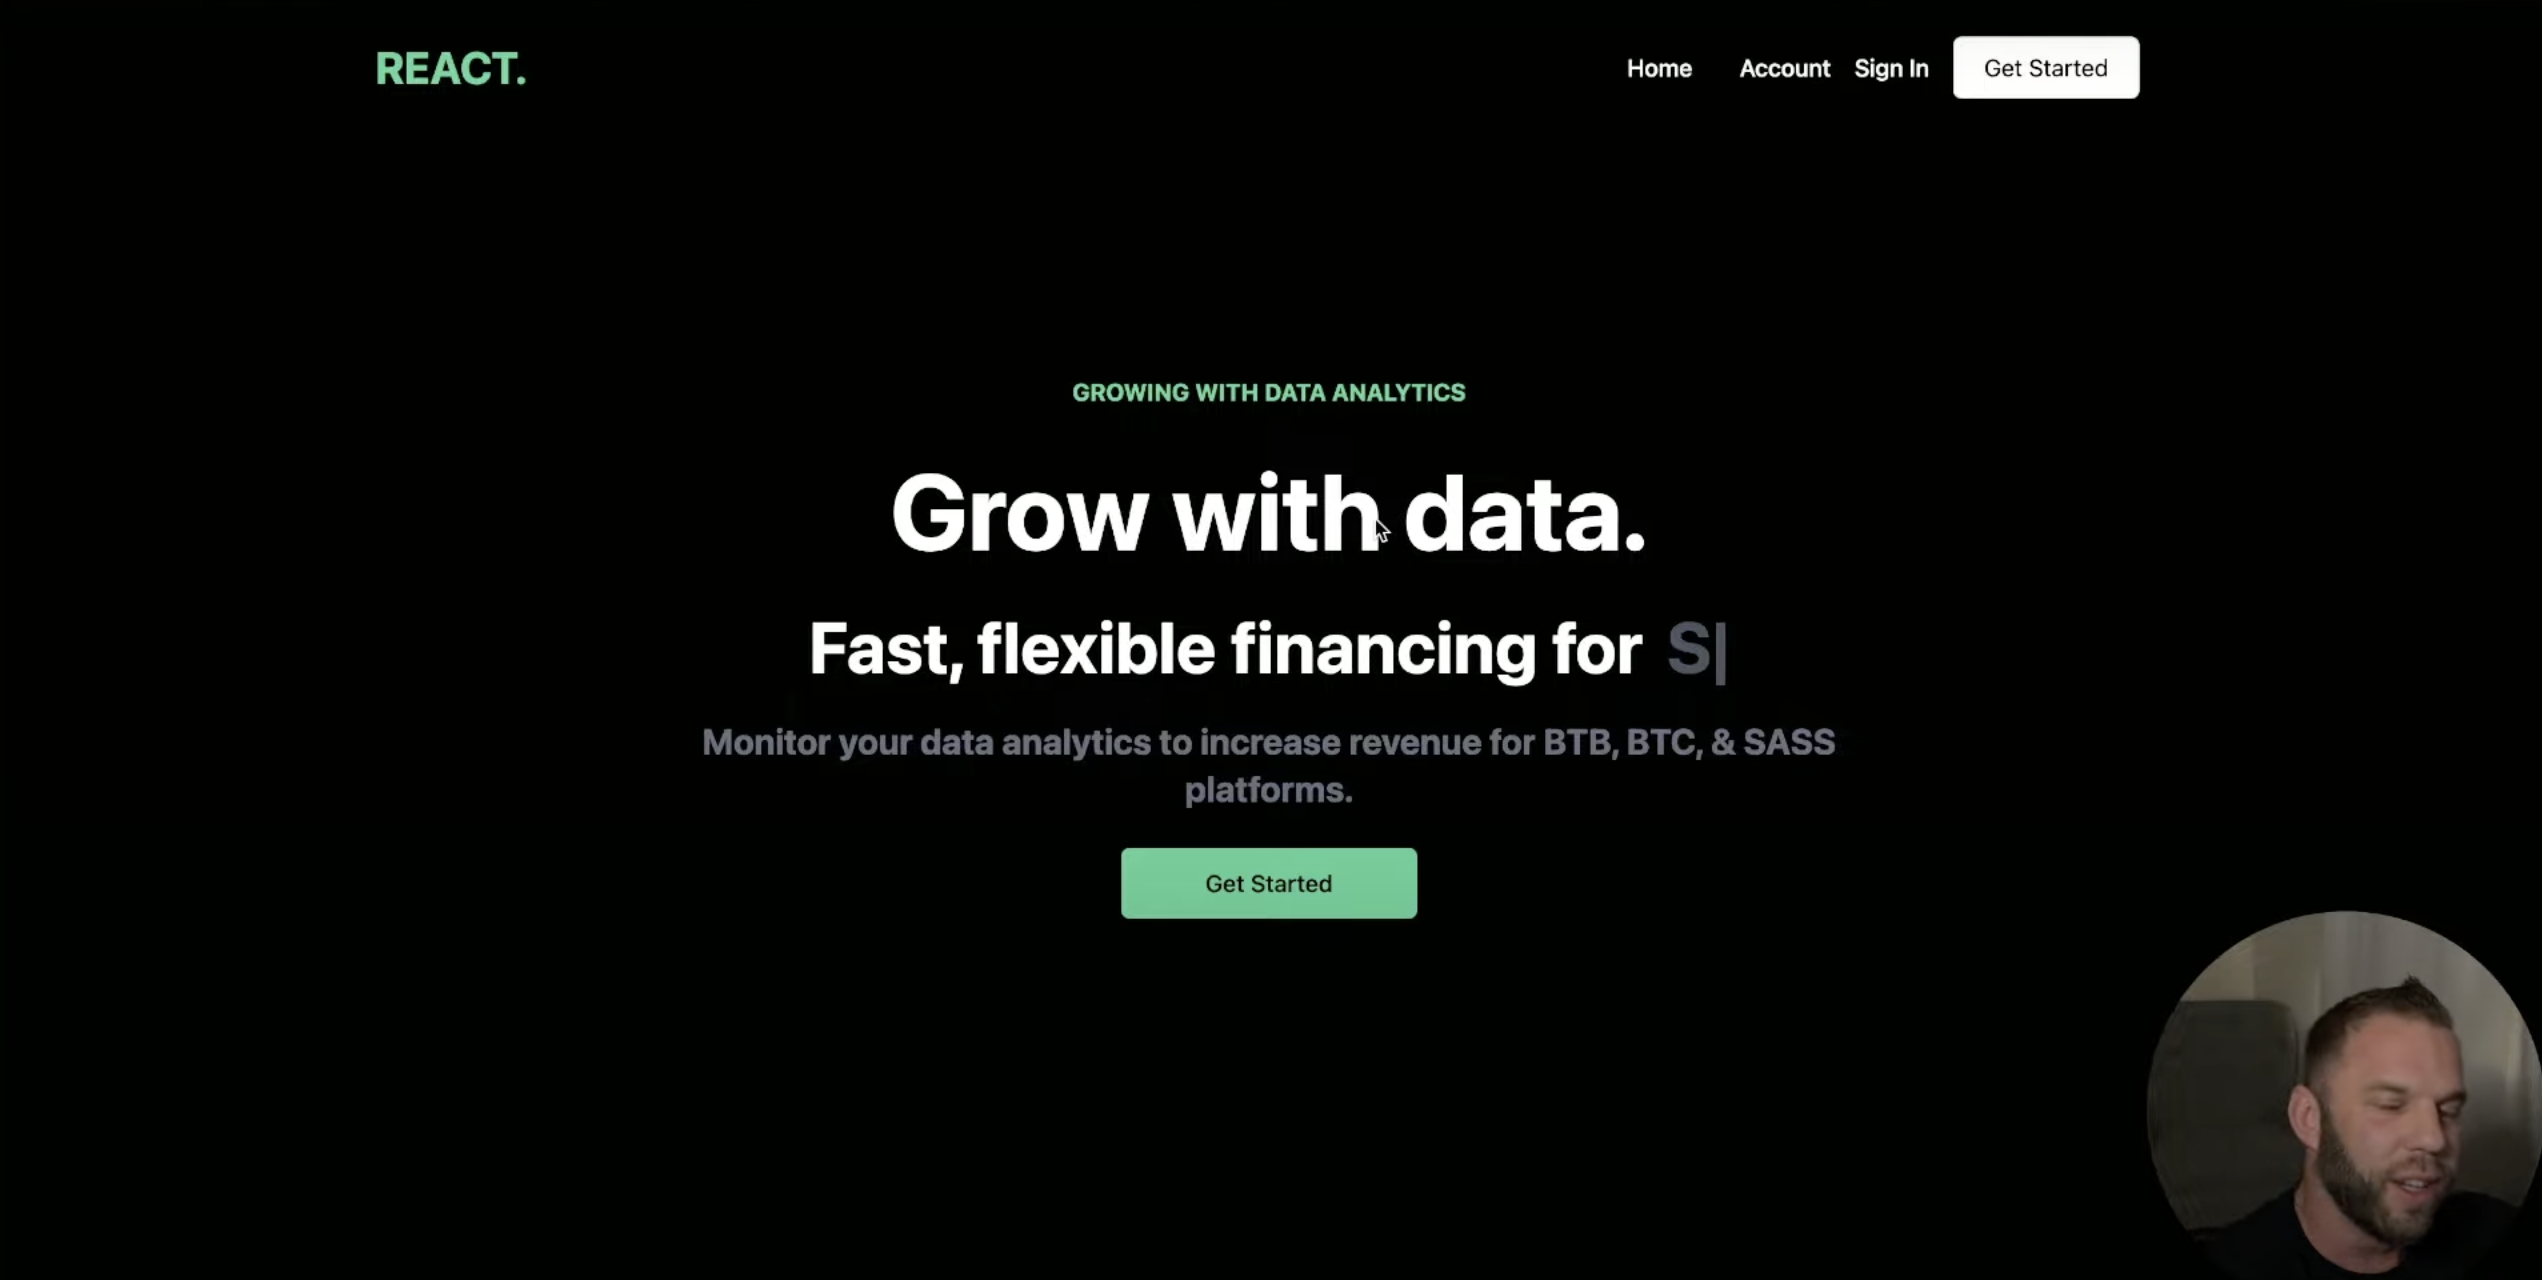 REACT.
Home Account Sign In Get Started
GROWING WITH DATA ANALYTICS
Grow with data.
Fast, flexible financing for S|
Monitor your data analytics to increase revenue for BTB, BTC, & SASS
platforms.
Get Started